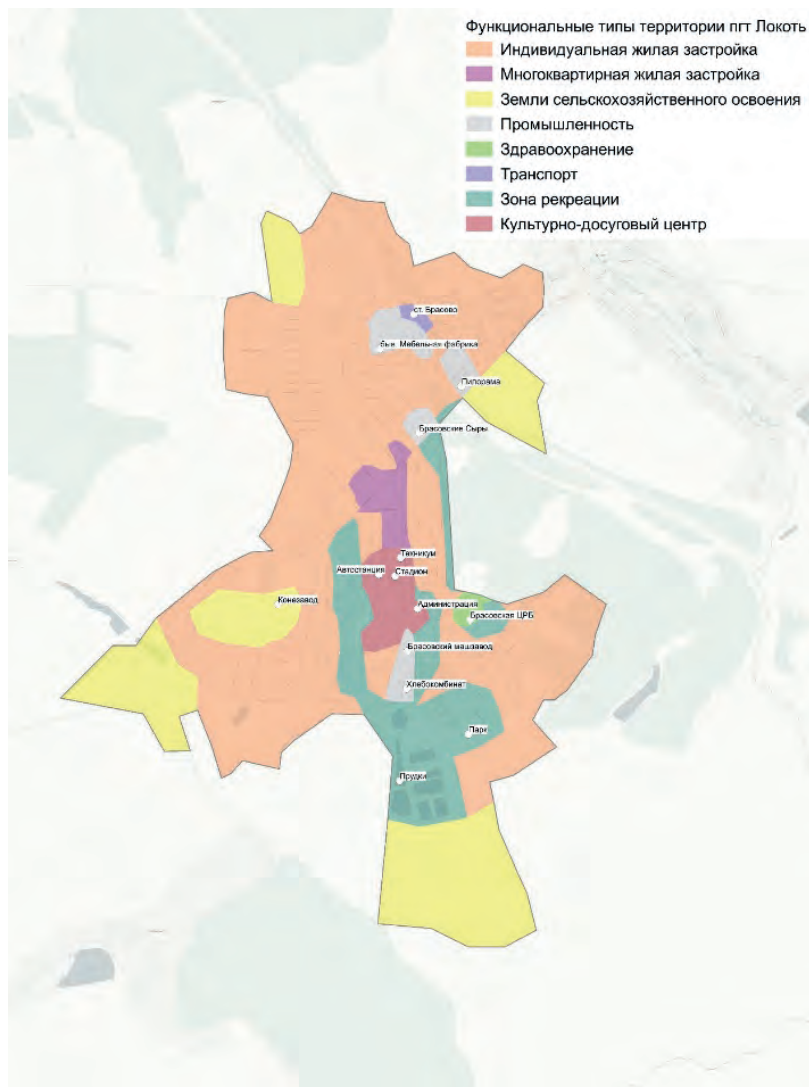 Функциональные типы территории пгт Локоть
Индивидуальная жилая застройка
Многоквартирная жилая застройка
Земли сельскохозяйственного освоения
Промышленность
Здравоохранение
Транспорт
Зона рекреации
Культурно-досуговый центр
ст. Брасово
быв. Мебельная фабрика
Пилорама
Брасовские Сыры
Техникум
Автостанция
Стадион
Конезавод
Администрация
Брасовская ЦРБ
Брасовский машзавод
Хлебокомбинат
Парк
Прудки